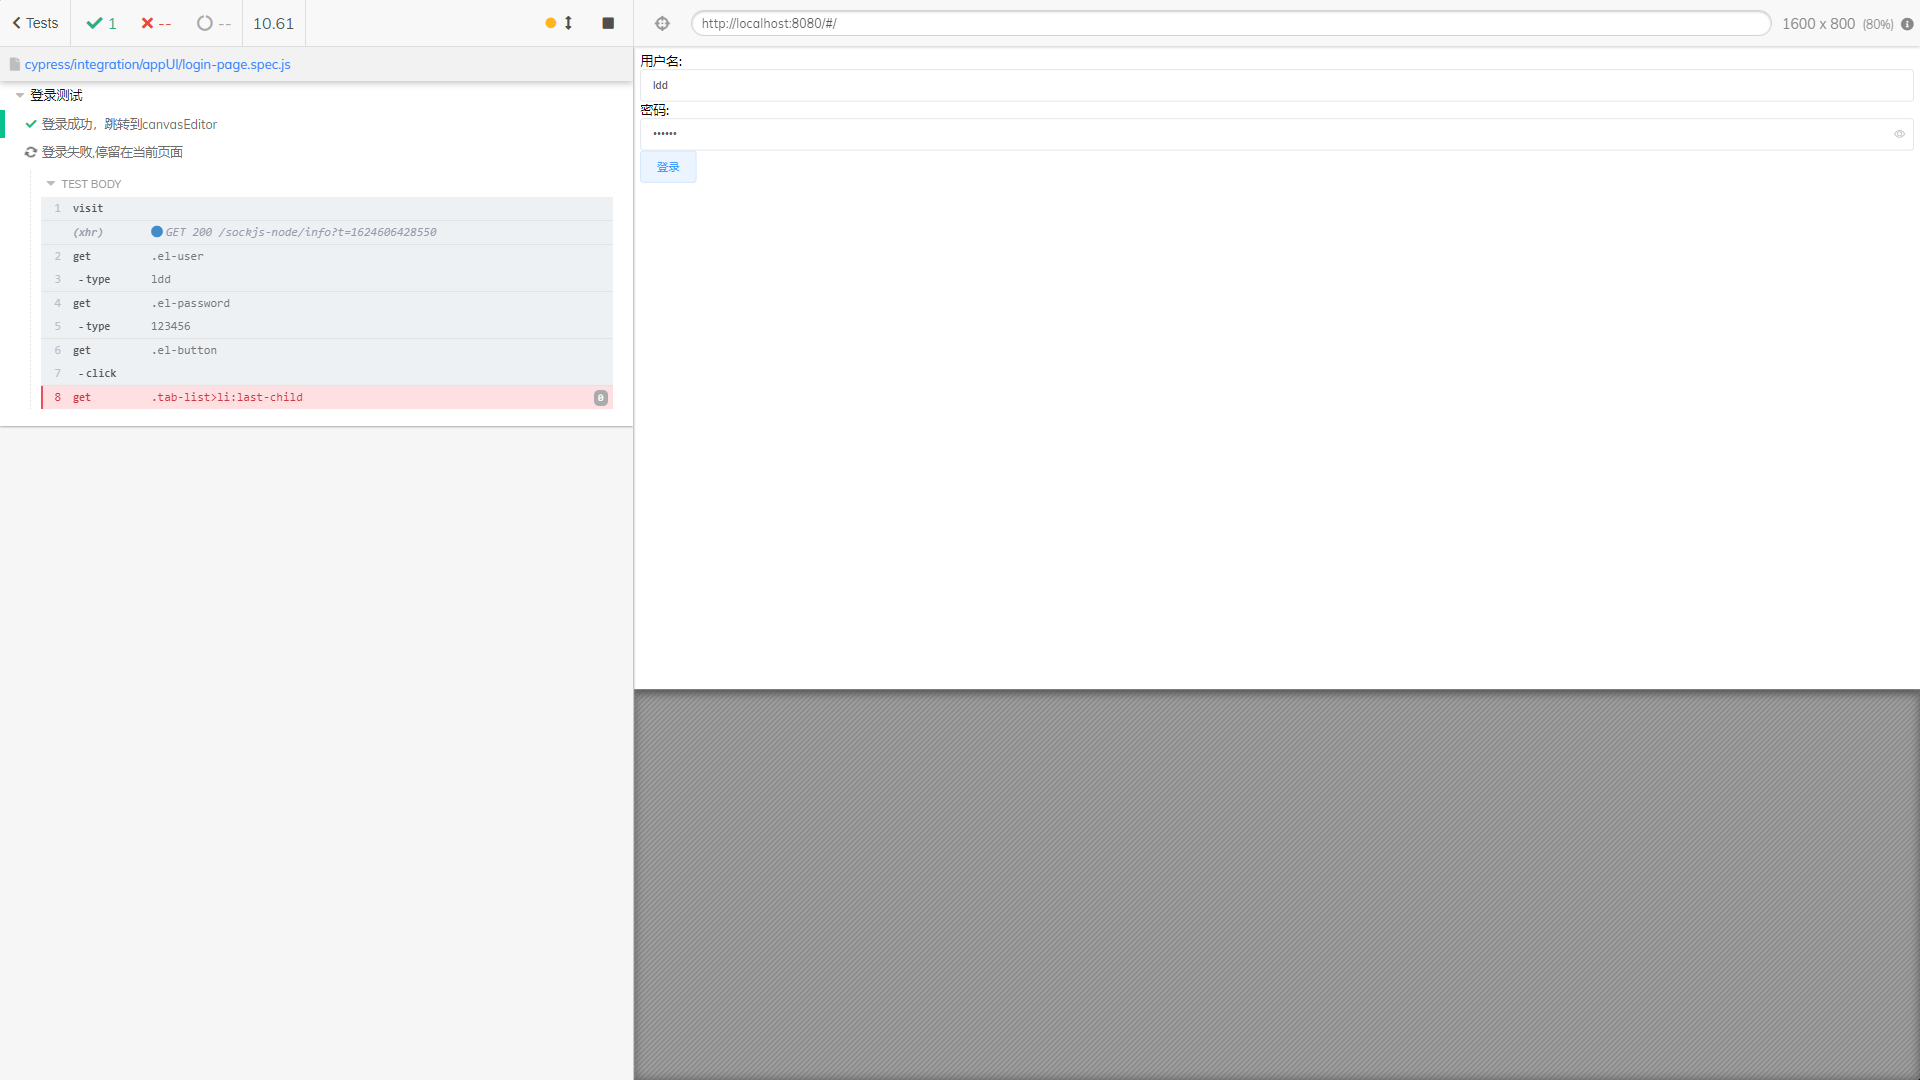 Tests
1
--
--
10.61
cypress/integration/appUI/login-page.spec.js
登录测试
登录成功，跳转到canvasEditor
登录失败,停留在当前页面
TEST BODY
1 visit
(xhr) GET 200 /sockjs-node/info?t=1624606428550
2 get .el-user
3 -type ldd
4 get .el-password
5 -type 123456
6 get .el-button
7 -click
8 get .tab-list>li:last-child 0
http://localhost:8080/#/
1600 x 800 (80%)
用户名:
ldd
密码:
••••••
登录